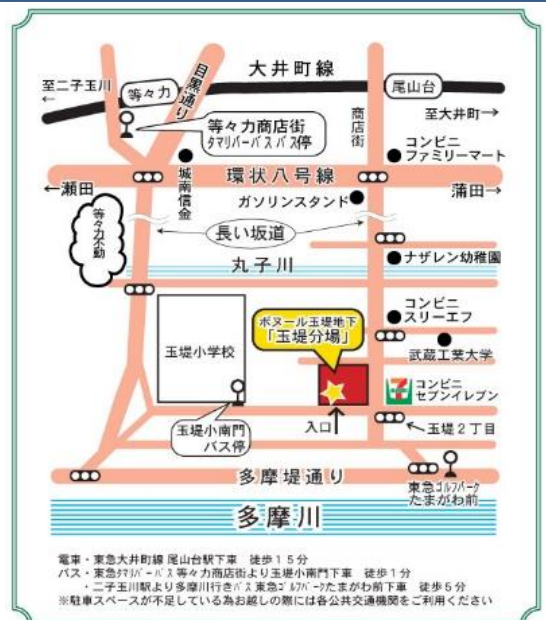 大井町線
目黒通り
至二子玉川
←
等々力
尾山台
至大井町→
等々力商店街
タマリバーバス バス停
商店街
コンビニ
ファミリーマート
←瀬田
環状八号線
蒲田→
城南信金
ガソリンスタンド
等々力不動
長い坂道
ナザレン幼稚園
丸子川
コンビニ
スリーエフ
ボヌール玉堤地下
「玉堤分場」
玉堤小学校
武蔵工業大学
コンビニ
セブンイレブン
玉堤小南門
バス停
入口
玉堤2丁目
多摩堤通り
東急ゴルフパーク
たまがわ前
多摩川
電車・東急大井町線 尾山台駅下車 徒歩15分
バス・東急タマリバーバス 等々力商店街より玉堤小南門下車 徒歩1分
・二子玉川駅より多摩川行きバス 東急ゴルフパークたまがわ前下車 徒歩5分
※駐車スペースが不足している為お越しの際には各公共交通機関をご利用ください